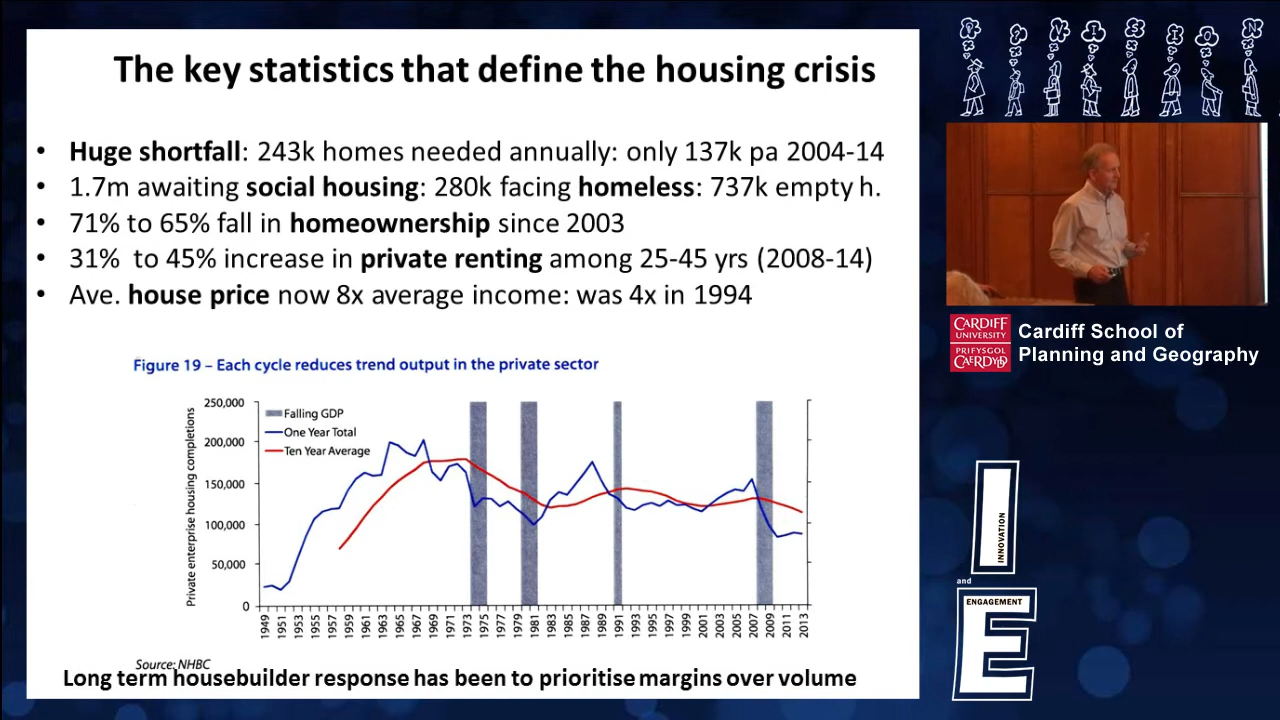 The key statistics that define the housing crisis
• Huge shortfall: 243k homes needed annually: only 137k pa 2004-14
• 1.7m awaiting social housing: 280k facing homeless: 737k empty h.
• 71% to 65% fall in homeownership since 2003
• 31% to 45% increase in private renting among 25-45 yrs (2008-14)
• Ave. house price now 8x average income: was 4x in 1994
Figure 19 – Each cycle reduces trend output in the private sector
Private enterprise housing completions
250,000
200,000
150,000
100,000
50,000
0
Falling GDP
One Year Total
Ten Year Average
1949 1951 1953 1955 1957 1959 1961 1963 1965 1967 1969 1971 1973 1975 1977 1979 1981 1983 1985 1987 1989 1991 1993 1995 1997 1999 2001 2003 2005 2007 2009 2011 2013
Source: NHBC
Long term housebuilder response has been to prioritise margins over volume
P ? V I S I O N
CARDIFF
UNIVERSITY
PRIFYSGOL
CAERDYDD
Cardiff School of
Planning and Geography
I
INNOVATION
and
ENGAGEMENT
E